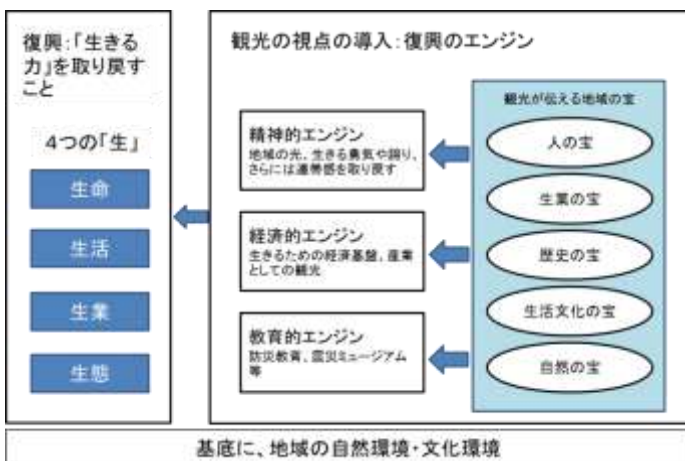 復興：「生きる
力」を取り戻す
こと
4つの「生」
生命
生活
生業
生態
観光の視点の導入：復興のエンジン
精神的エンジン
地域の光、生きる勇気や誇り、
さらには連帯感を取り戻す
経済的エンジン
生きるための経済基盤、産業
としての観光
教育的エンジン
防災教育、震災ミュージアム
等
観光が伝える地域の宝
人の宝
生業の宝
歴史の宝
生活文化の宝
自然の宝
基底に、地域の自然環境・文化環境